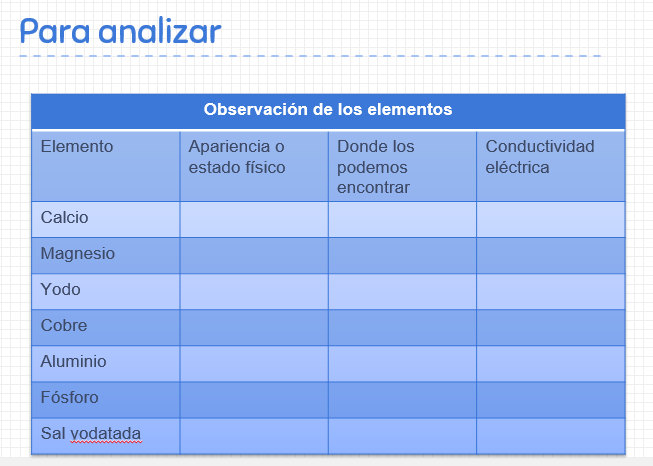 Para analizar
Observación de los elementos
Elemento
Apariencia o
estado físico
Donde los
podemos
encontrar
Conductividad
eléctrica
Calcio
Magnesio
Yodo
Cobre
Aluminio
Fósforo
Sal yodatada